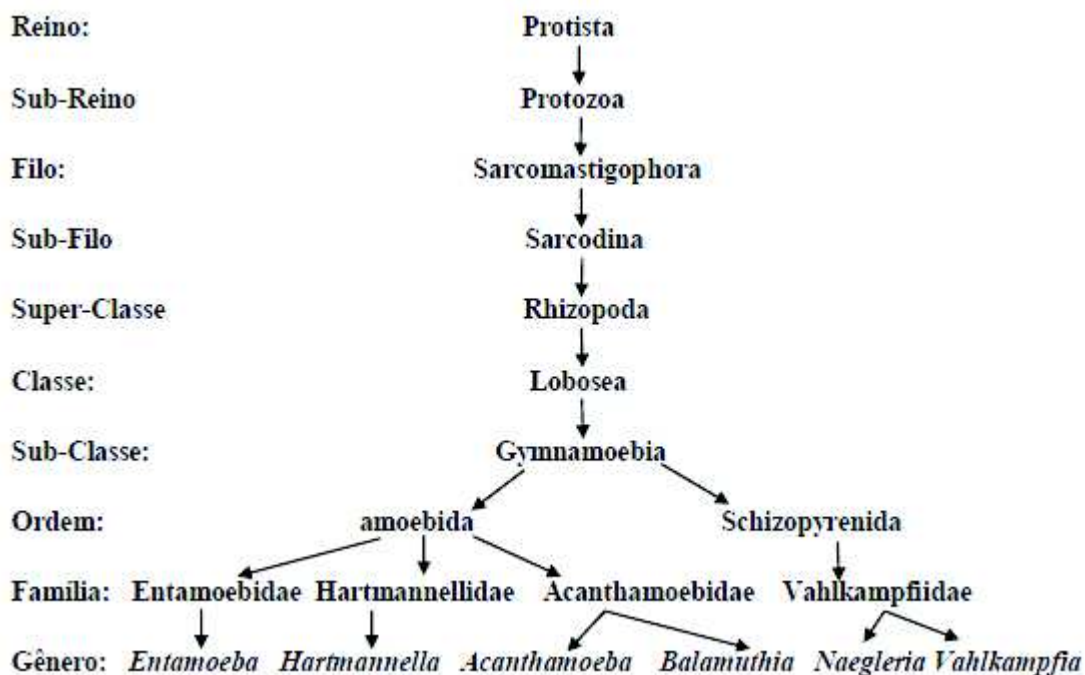 Reino: Protista
Sub-Reino Protozoa
Filo: Sarcomastigophora
Sub-Filo Sarcodina
Super-Classe Rhizopoda
Classe: Lobosea
Sub-Classe: Gymnamoebia
Ordem: amoebida Schizopyrenida
Família: Entamoebidae Hartmannellidae Acanthamoebidae Vahlkampfiidae
Gênero: Entamoeba Hartmannella Acanthamoeba Balamuthia Naegleria Vahlkampfia